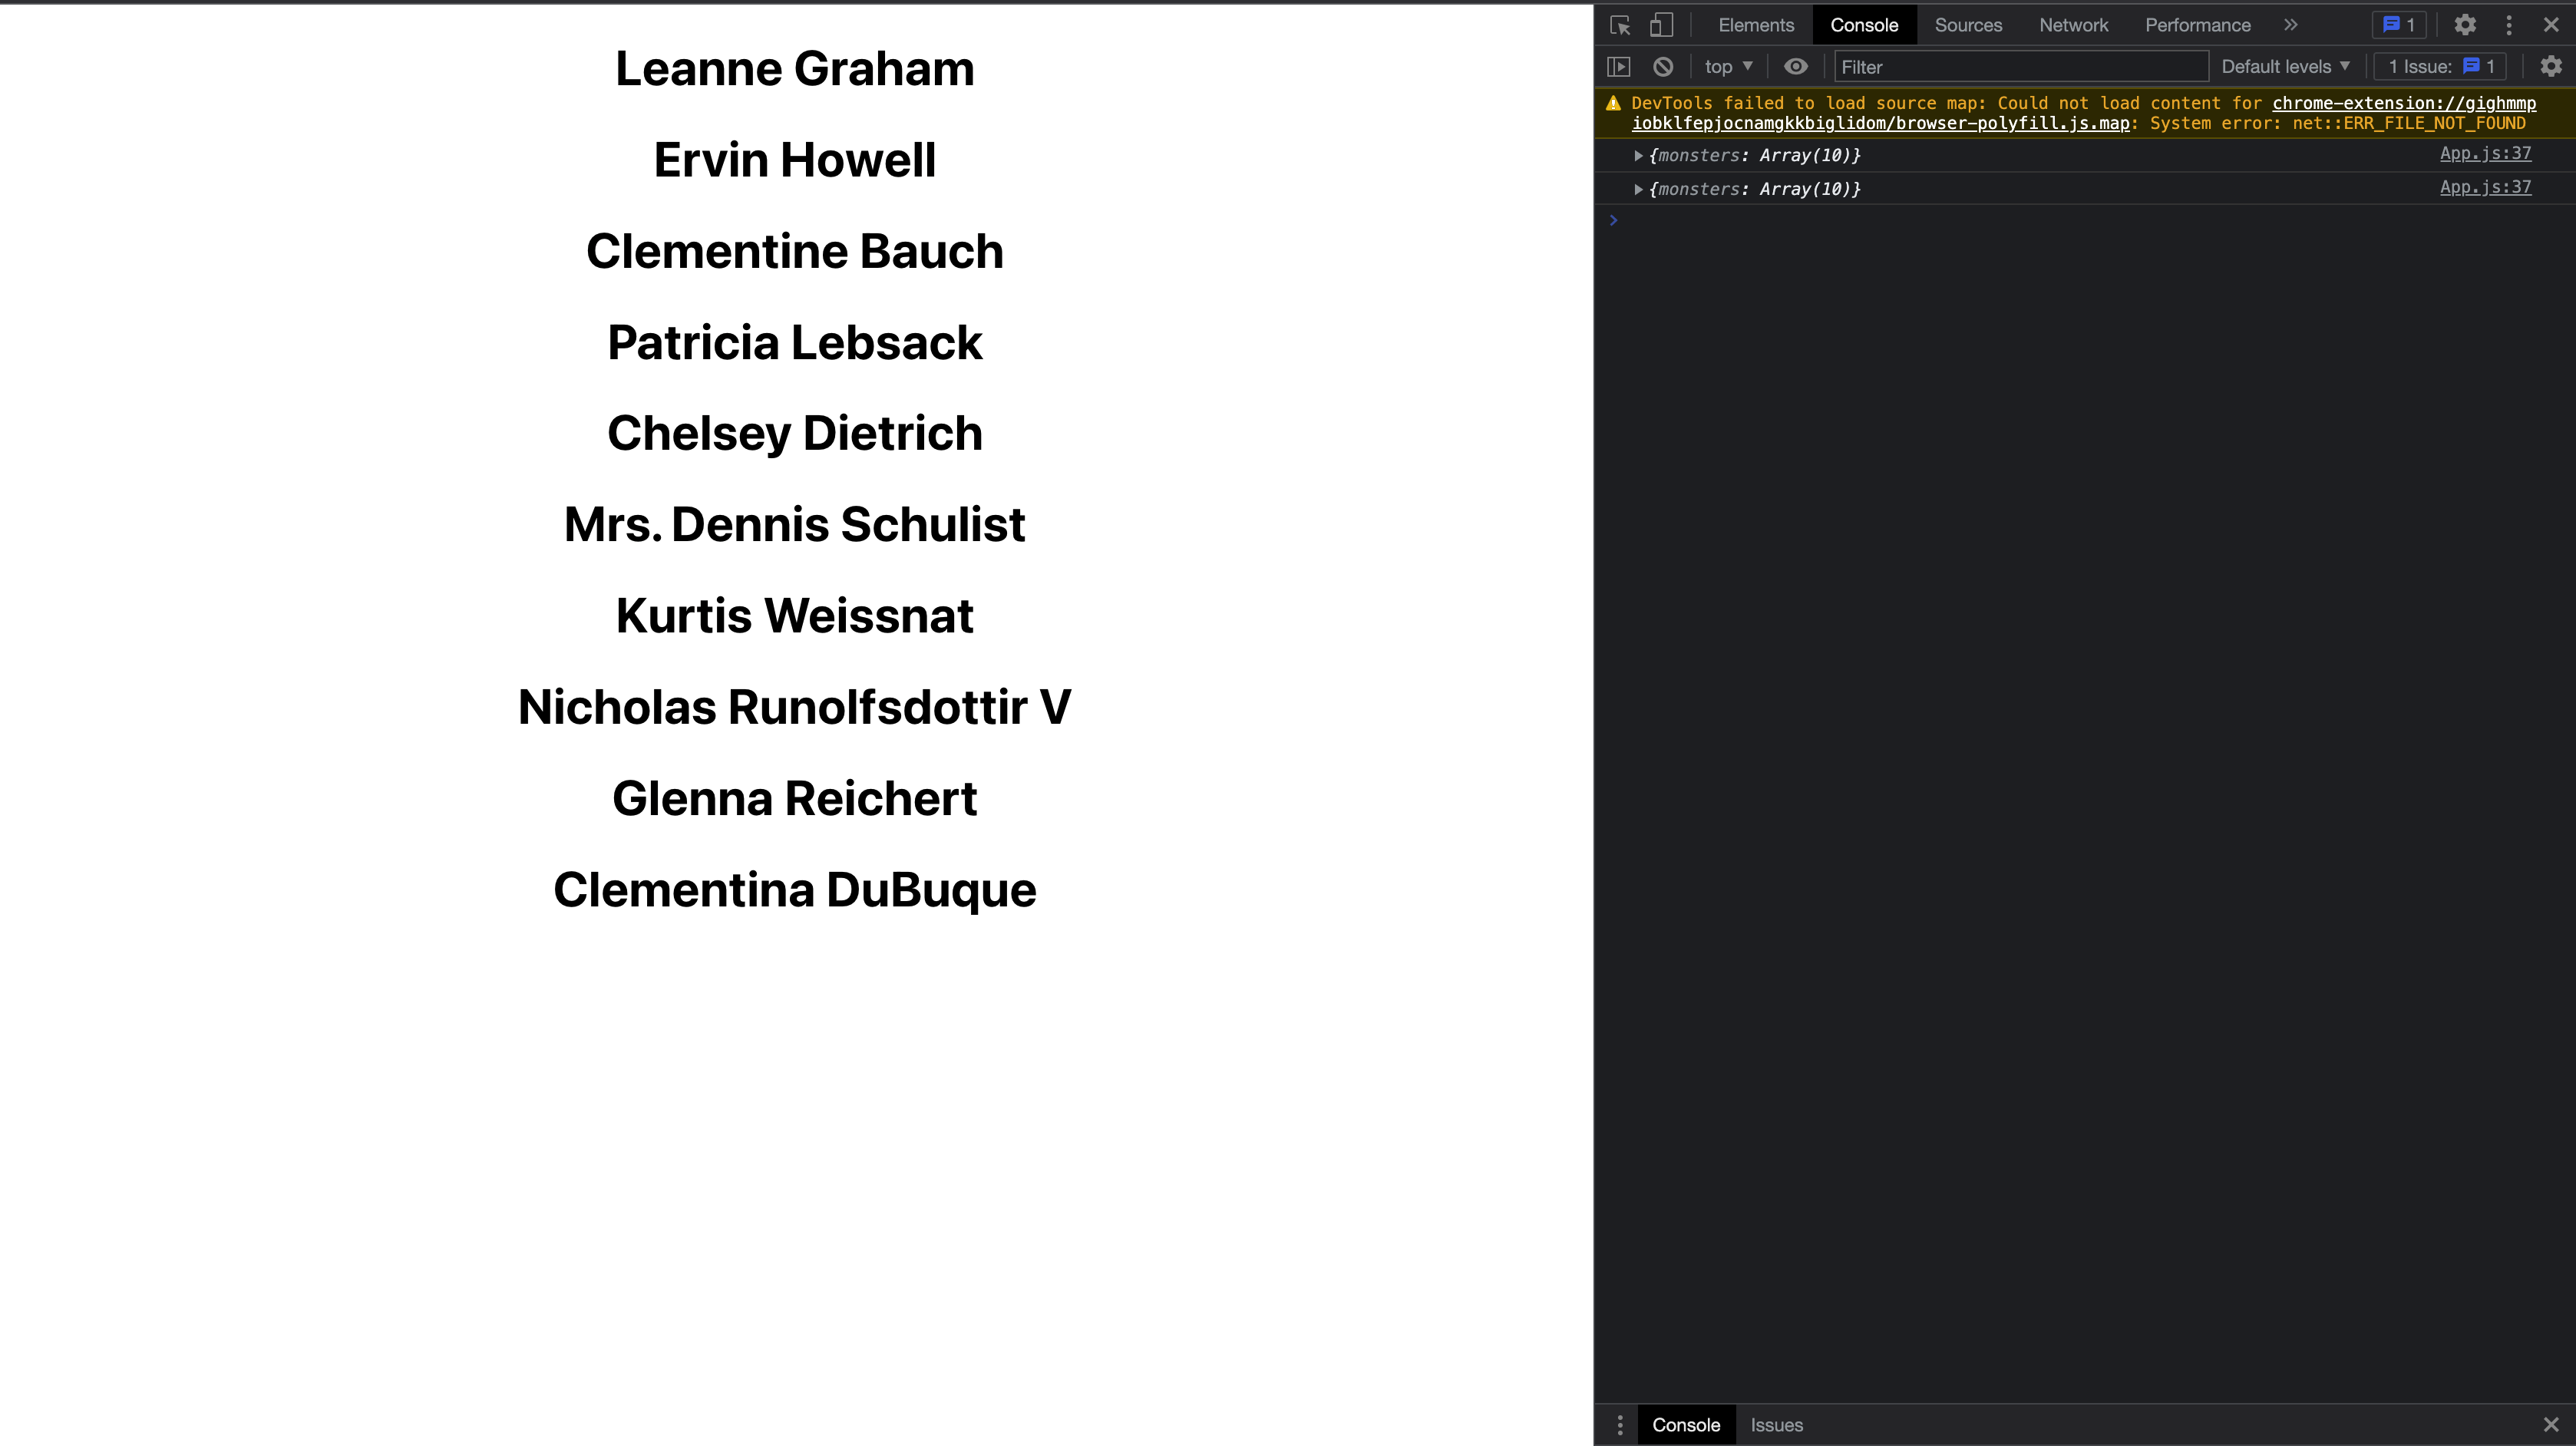 Leanne Graham
Ervin Howell
Clementine Bauch
Patricia Lebsack
Chelsey Dietrich
Mrs. Dennis Schulist
Kurtis Weissnat
Nicholas Runolfsdottir V
Glenna Reichert
Clementina DuBuque
Elements Console Sources Network Performance » 1
top Filter Default levels 1 Issue: 1
DevTools failed to load source map: Could not load content for chrome-extension://gighmmp
iobklfepjocnamgkkbiglidom/browser-polyfill.js.map: System error: net::ERR_FILE_NOT_FOUND
{monsters: Array(10)} App.js:37
{monsters: Array(10)} App.js:37
Console Issues